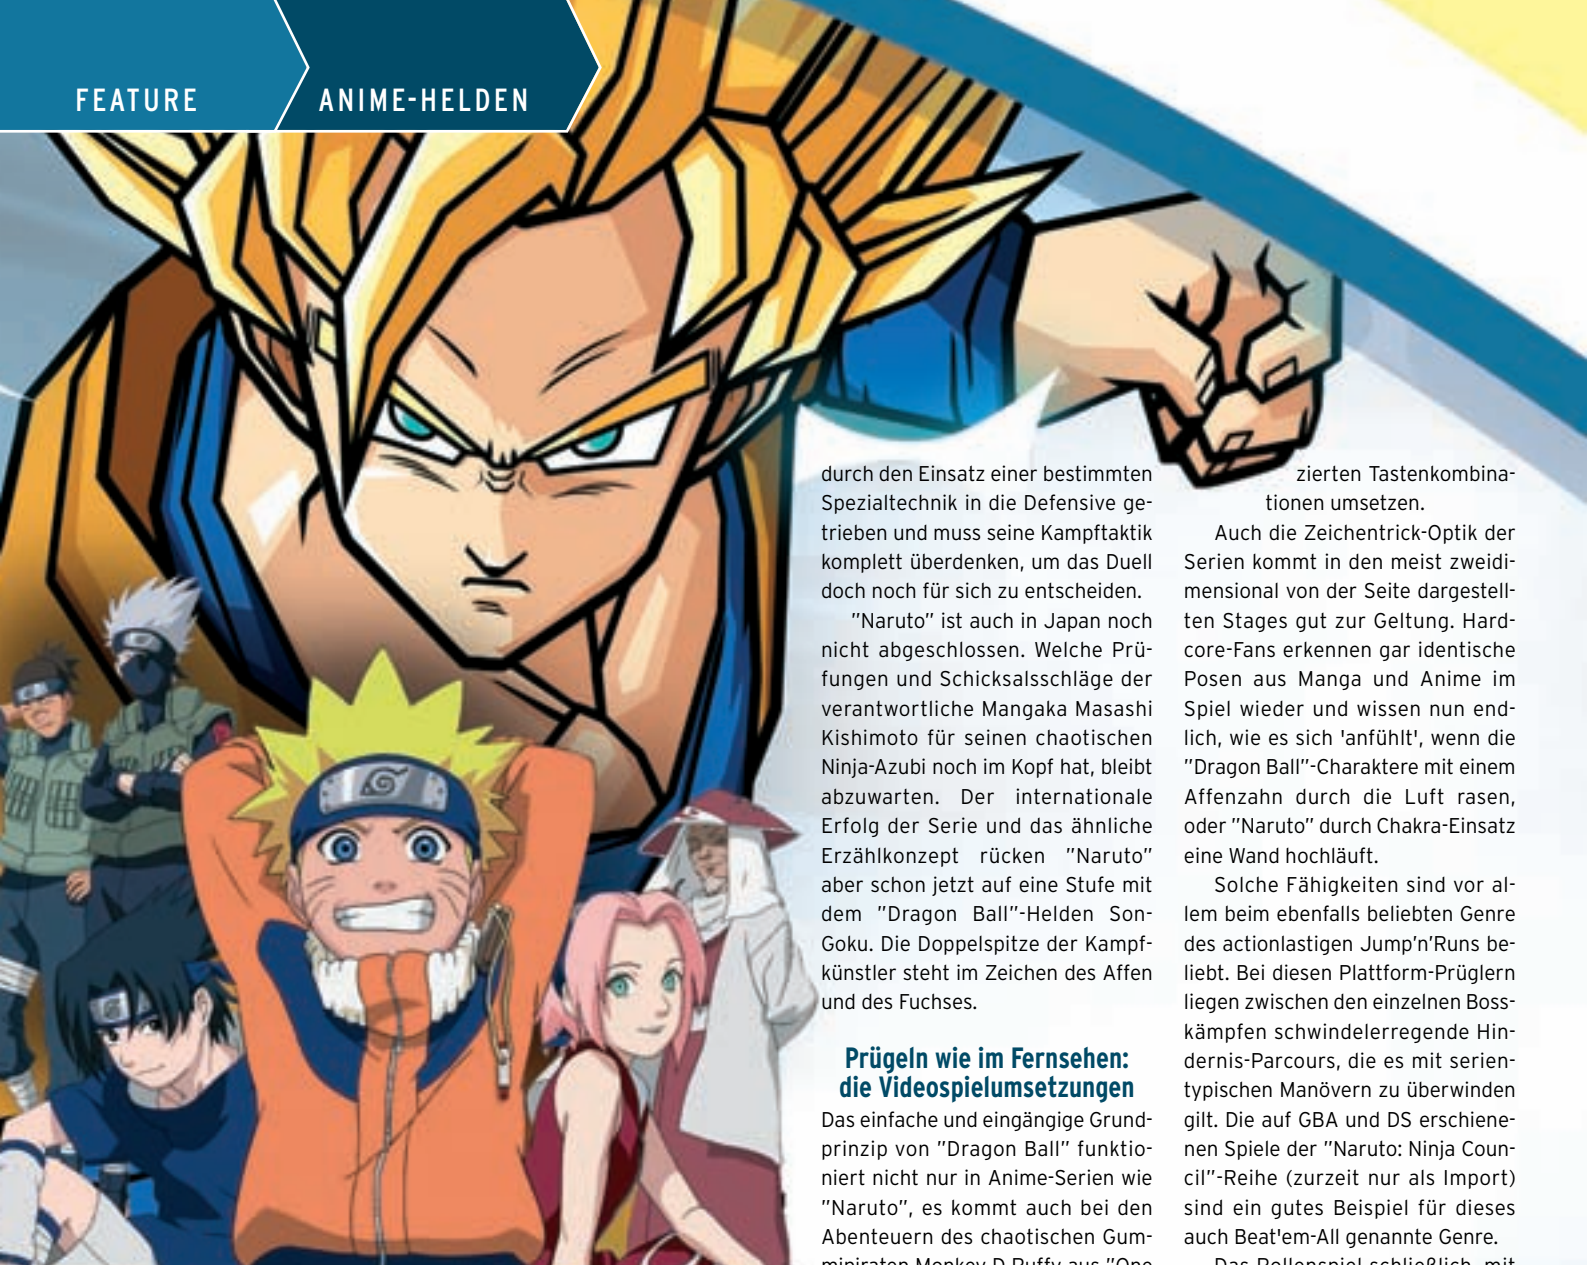 FEATURE
ANIME-HELDEN
durch den Einsatz einer bestimmten
Spezialtechnik in die Defensive ge-
trieben und muss seine Kampftaktik
komplett überdenken, um das Duell
doch noch für sich zu entscheiden.
"Naruto" ist auch in Japan noch
nicht abgeschlossen. Welche Prü-
fungen und Schicksalsschläge der
verantwortliche Mangaka Masashi
Kishimoto für seinen chaotischen
Ninja-Azubi noch im Kopf hat, bleibt
abzuwarten. Der internationale
Erfolg der Serie und das ähnliche
Erzählkonzept rücken "Naruto"
aber schon jetzt auf eine Stufe mit
dem "Dragon Ball"-Helden Son-
Goku. Die Doppelspitze der Kampf-
künstler steht im Zeichen des Affen
und des Fuchses.
Prügeln wie im Fernsehen:
die Videospielumsetzungen
Das einfache und eingängige Grund-
prinzip von "Dragon Ball" funktio-
niert nicht nur in Anime-Serien wie
"Naruto", es kommt auch bei den
Abenteuern des chaotischen Gum-
mipiraten Monkey D Ruffy aus "One
zierten Tastenkombina-
tionen umsetzen.
Auch die Zeichentrick-Optik der
Serien kommt in den meist zweidi-
mensional von der Seite dargestell-
ten Stages gut zur Geltung. Hard-
core-Fans erkennen gar identische
Posen aus Manga und Anime im
Spiel wieder und wissen nun end-
lich, wie es sich 'anfühlt', wenn die
"Dragon Ball"-Charaktere mit einem
Affenzahn durch die Luft rasen,
oder "Naruto" durch Chakra-Einsatz
eine Wand hochläuft.
Solche Fähigkeiten sind vor al-
lem beim ebenfalls beliebten Genre
des actionlastigen Jump'n'Runs be-
liebt. Bei diesen Plattform-Prüglern
liegen zwischen den einzelnen Boss-
kämpfen schwindelerregende Hin-
dernis-Parcours, die es mit serien-
typischen Manövern zu überwinden
gilt. Die auf GBA und DS erschiene-
nen Spiele der "Naruto: Ninja Coun-
cil"-Reihe (zurzeit nur als Import)
sind ein gutes Beispiel für dieses
auch Beat'em-All genannte Genre.
Das Rollenspiel schließlich, mit